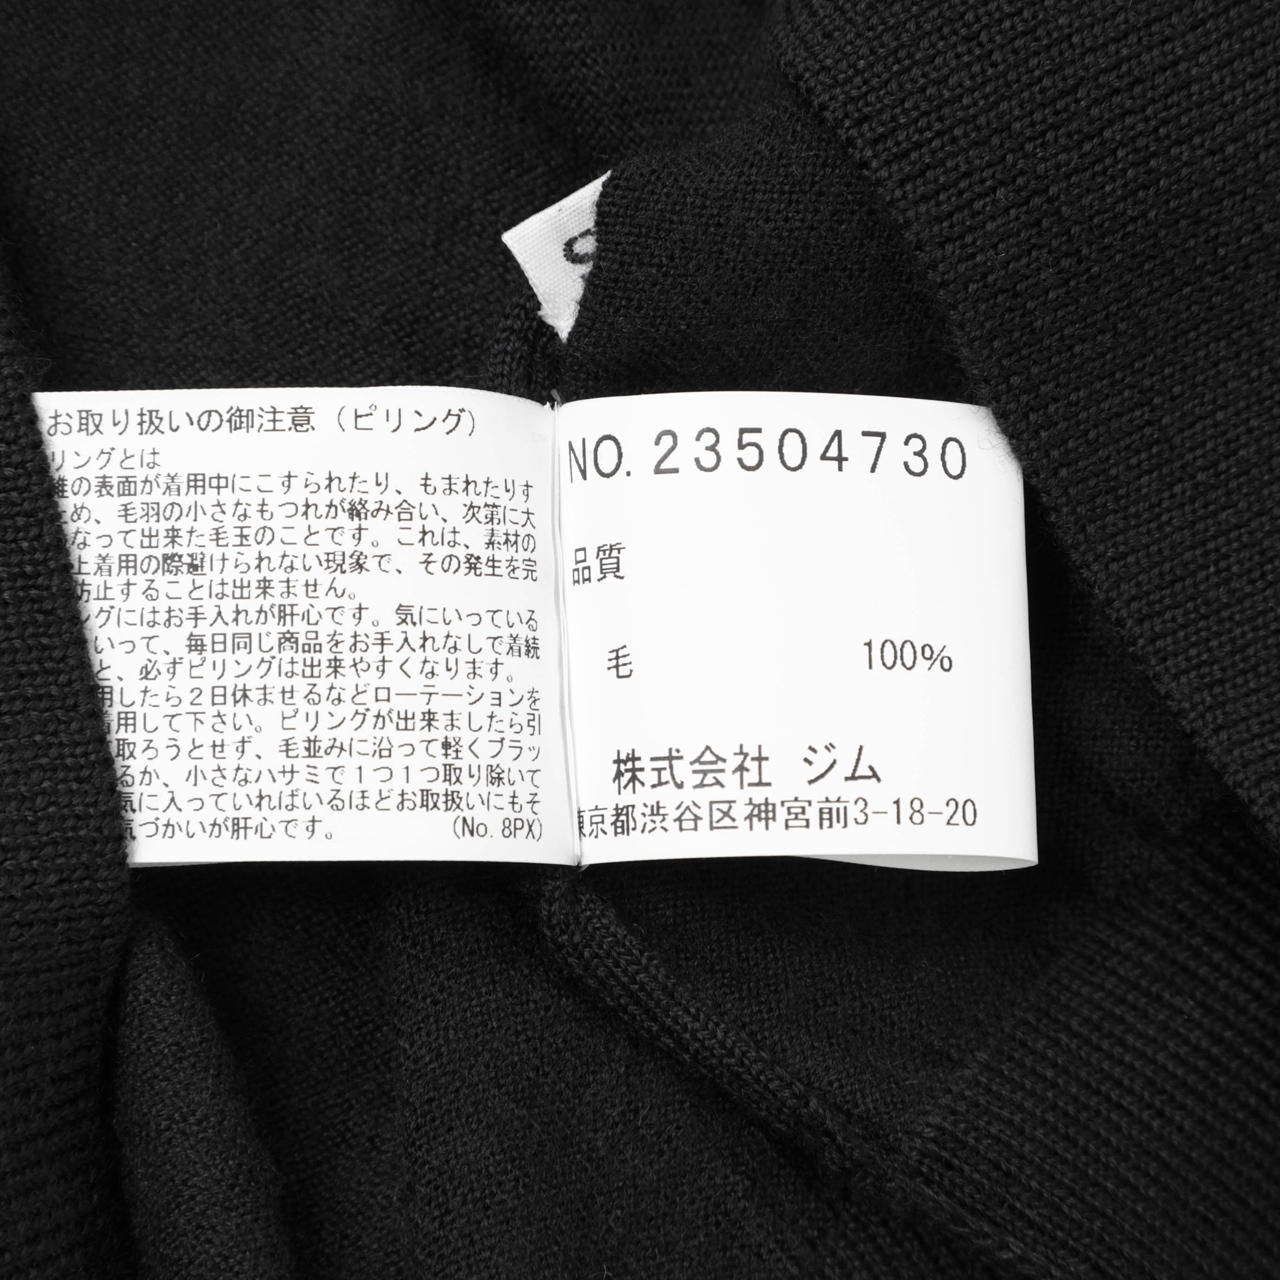 お取り扱いの御注意（ピリング）
リングとは
の表面が着用中にこすられたり、もまれたりす
め、毛羽の小さなもつれが絡み合い、次第に大
なって出来た毛玉のことです。これは、素材の
上着用の際避けられない現象で、その発生を完
防止することは出来ません。
ングにはお手入れが肝心です。気にいっている
いって、毎日同じ商品をお手入れなしで着続
と、必ずピリングは出来やすくなります。
用したら２日休ませるなどローテーションを
着用して下さい。ピリングが出来ましたら引
取ろうとせず、毛並みに沿って軽くブラッ
るか、小さなハサミで１つ１つ取り除いて
気に入っていればいるほどお取扱いにもそ
気づかいが肝心です。 (No. 8PX)
NO. 23504730
品質
毛 100%
株式会社 ジム
東京都渋谷区神宮前3-18-20